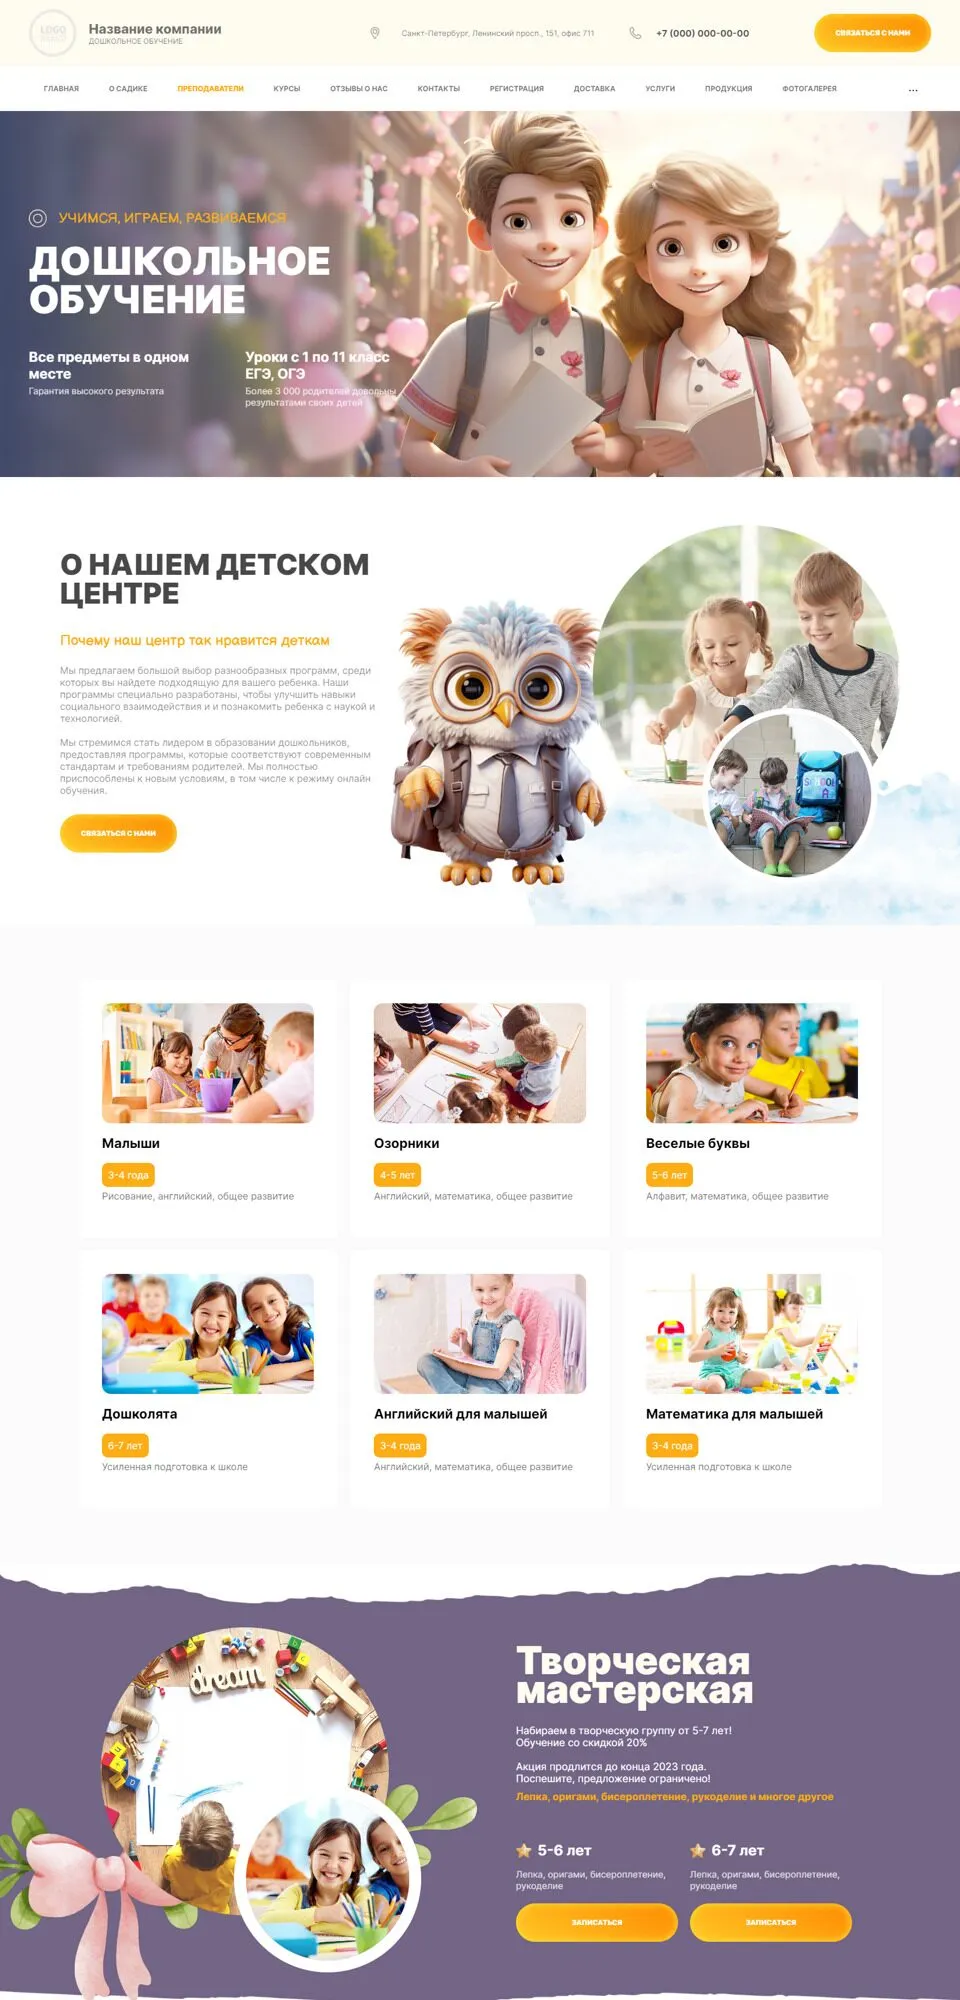 LOGO
Название компании
ДОШКОЛЬНОЕ ОБУЧЕНИЕ
Санкт-Петербург, Ленинский просп., 151, офис 711
+7 (000) 000-00-00
СВЯЗАТЬСЯ С НАМИ
ГЛАВНАЯ
О САДИКЕ
ПРЕПОДАВАТЕЛИ
КУРСЫ
ОТЗЫВЫ О НАС
КОНТАКТЫ
РЕГИСТРАЦИЯ
ДОСТАВКА
УСЛУГИ
ПРОДУКЦИЯ
ФОТОГАЛЕРЕЯ
...
УЧИМСЯ, ИГРАЕМ, РАЗВИВАЕМСЯ
ДОШКОЛЬНОЕ
ОБУЧЕНИЕ
Все предметы в одном
месте
Гарантия высокого результата
Уроки с 1 по 11 класс
ЕГЭ, ОГЭ
Более 3 000 родителей довольны
результатами своих детей
О НАШЕМ ДЕТСКОМ
ЦЕНТРЕ
Почему наш центр так нравится деткам
Мы предлагаем большой выбор разнообразных программ, среди
которых вы найдете подходящую для вашего ребенка. Наши
программы специально разработаны, чтобы улучшить навыки
социального взаимодействия и и познакомить ребенка с наукой и
технологией.
Мы стремимся стать лидером в образовании дошкольников,
предоставляя программы, которые соответствуют современным
стандартам и требованиям родителей. Мы полностью
приспособлены к новым условиям, в том числе к режиму онлайн
обучения.
СВЯЗАТЬСЯ С НАМИ
SCHOOL
Малыши
3-4 года
Рисование, английский, общее развитие
Озорники
4-5 лет
Английский, математика, общее развитие
Веселые буквы
5-6 лет
Алфавит, математика, общее развитие
Дошколята
6-7 лет
Усиленная подготовка к школе
Английский для малышей
3-4 года
Английский, математика, общее развитие
Математика для малышей
3-4 года
Усиленная подготовка к школе
dream
Творческая
мастерская
Набираем в творческую группу от 5-7 лет!
Обучение со скидкой 20%
Акция продлится до конца 2023 года.
Поспешите, предложение ограничено!
Лепка, оригами, бисероплетение, рукоделие и многое другое
5-6 лет
Лепка, оригами, бисероплетение,
рукоделие
ЗАПИСАТЬСЯ
6-7 лет
Лепка, оригами, бисероплетение,
рукоделие
ЗАПИСАТЬСЯ